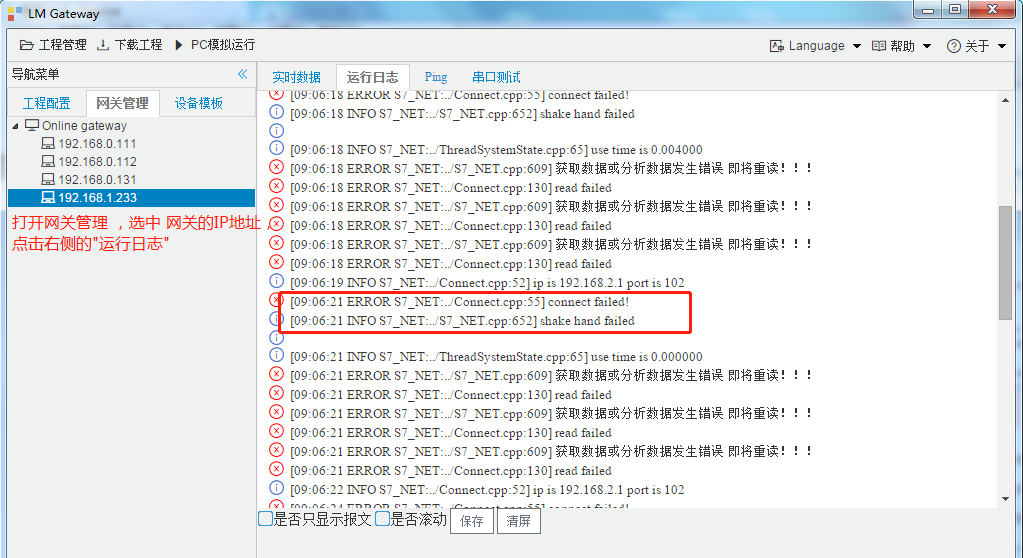 LM Gateway
工程管理 下载工程 PC模拟运行 Language 帮助 关于
导航菜单
工程配置 网关管理 设备模板
Online gateway
192.168.0.111
192.168.0.112
192.168.0.131
192.168.1.233
打开网关管理 ，选中 网关的IP地址，
点击右侧的"运行日志"
实时数据 运行日志 Ping 串口测试
[09:06:18 ERROR S7_NET:../Connect.cpp:55] connect failed!
[09:06:18 INFO S7_NET:../S7_NET.cpp:652] shake hand failed
[09:06:18 INFO S7_NET:../ThreadSystemState.cpp:65] use time is 0.004000
[09:06:18 ERROR S7_NET:../S7_NET.cpp:609] 获取数据或分析数据发生错误 即将重读！！！
[09:06:18 ERROR S7_NET:../Connect.cpp:130] read failed
[09:06:18 ERROR S7_NET:../S7_NET.cpp:609] 获取数据或分析数据发生错误 即将重读！！！
[09:06:18 ERROR S7_NET:../Connect.cpp:130] read failed
[09:06:18 ERROR S7_NET:../S7_NET.cpp:609] 获取数据或分析数据发生错误 即将重读！！！
[09:06:18 ERROR S7_NET:../Connect.cpp:130] read failed
[09:06:19 INFO S7_NET:../Connect.cpp:52] ip is 192.168.2.1 port is 102
[09:06:21 ERROR S7_NET:../Connect.cpp:55] connect failed!
[09:06:21 INFO S7_NET:../S7_NET.cpp:652] shake hand failed
[09:06:21 INFO S7_NET:../ThreadSystemState.cpp:65] use time is 0.000000
[09:06:21 ERROR S7_NET:../S7_NET.cpp:609] 获取数据或分析数据发生错误 即将重读！！！
[09:06:21 ERROR S7_NET:../Connect.cpp:130] read failed
[09:06:21 ERROR S7_NET:../S7_NET.cpp:609] 获取数据或分析数据发生错误 即将重读！！！
[09:06:21 ERROR S7_NET:../Connect.cpp:130] read failed
[09:06:21 ERROR S7_NET:../S7_NET.cpp:609] 获取数据或分析数据发生错误 即将重读！！！
[09:06:21 ERROR S7_NET:../Connect.cpp:130] read failed
[09:06:22 INFO S7_NET:../Connect.cpp:52] ip is 192.168.2.1 port is 102
[09:06:24 ERROR S7_NET:../Connect.cpp:55] connect failed!
是否只显示报文 是否滚动 保存 清屏